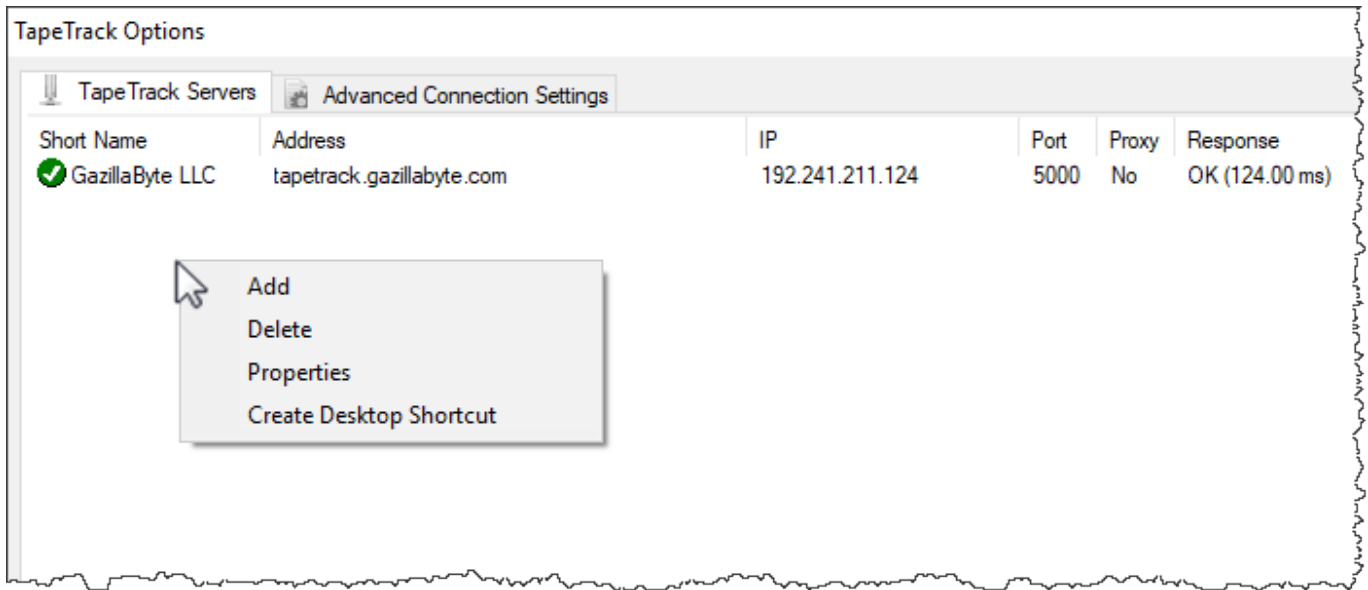 TapeTrack Options
TapeTrack Servers Advanced Connection Settings
Short Name Address IP Port Proxy Response
GazillaByte LLC tapetrack.gazillabyte.com 192.241.211.124 5000 No OK (124.00 ms)
Add
Delete
Properties
Create Desktop Shortcut